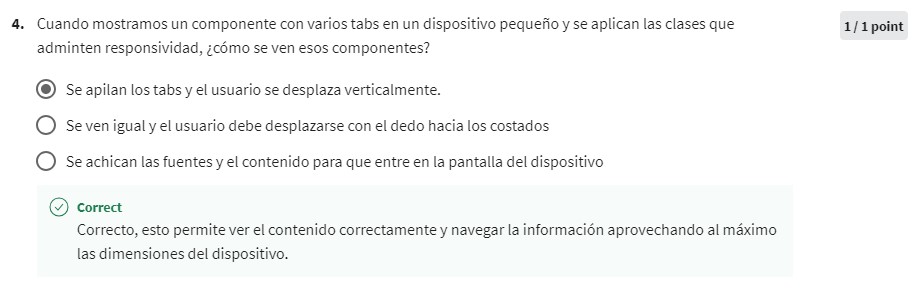 4. Cuando mostramos un componente con varios tabs en un dispositivo pequeño y se aplican las clases que
adminten responsividad, ¿cómo se ven esos componentes?
1 / 1 point
Se apilan los tabs y el usuario se desplaza verticalmente.
Se ven igual y el usuario debe desplazarse con el dedo hacia los costados
Se achican las fuentes y el contenido para que entre en la pantalla del dispositivo
Correct
Correcto, esto permite ver el contenido correctamente y navegar la información aprovechando al máximo
las dimensiones del dispositivo.